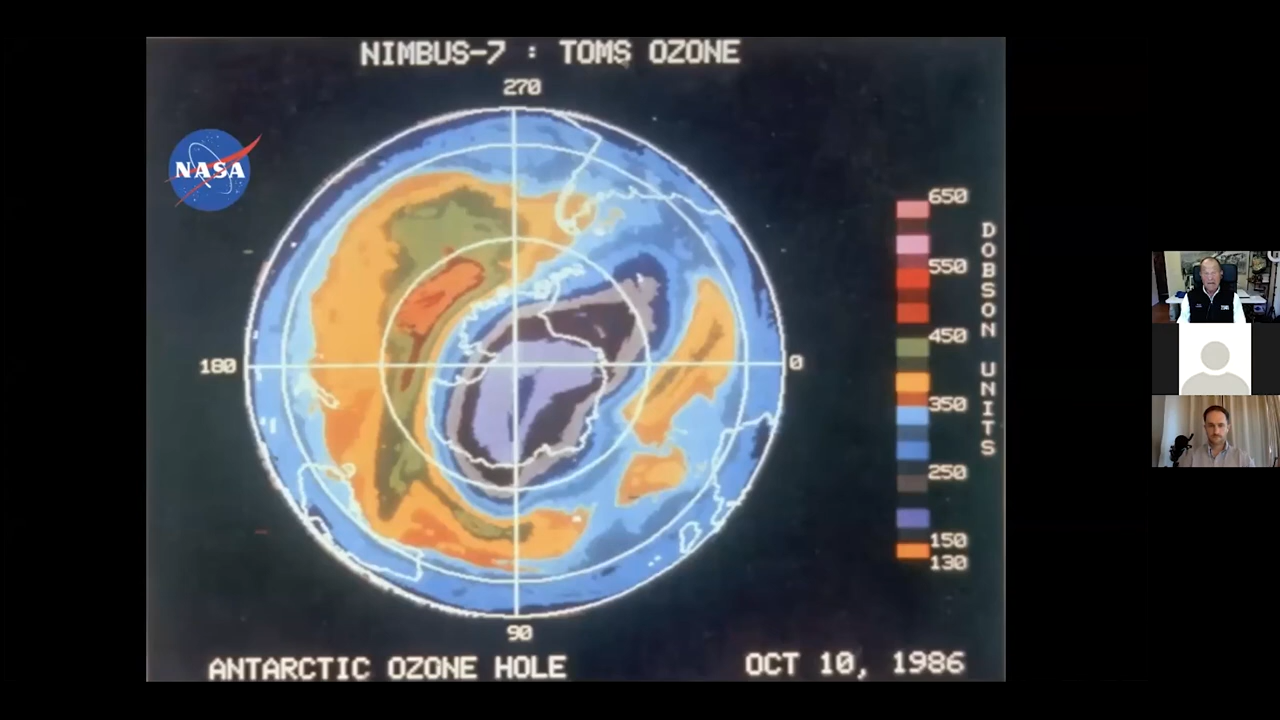 NIMBUS-7 : TOMS OZONE
270
NASA
650
DOBSON UNITS
550
450
180
0
350
250
150
130
90
ANTARCTIC OZONE HOLE
OCT 10, 1986